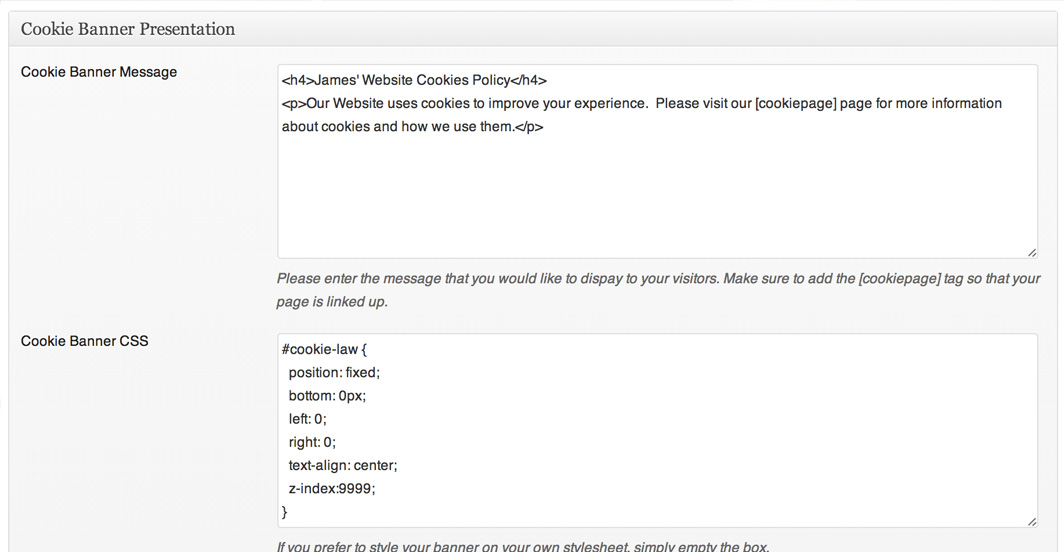 Cookie Banner Presentation
Cookie Banner Message
<h4>James' Website Cookies Policy</h4>
<p>Our Website uses cookies to improve your experience.  Please visit our [cookiepage] page for more information
about cookies and how we use them.</p>
Please enter the message that you would like to dispay to your visitors. Make sure to add the [cookiepage] tag so that your
page is linked up.
Cookie Banner CSS
#cookie-law {
  position: fixed;
  bottom: 0px;
  left: 0;
  right: 0;
  text-align: center;
  z-index:9999;
}
If you prefer to style your banner on your own stylesheet, simply empty the box.